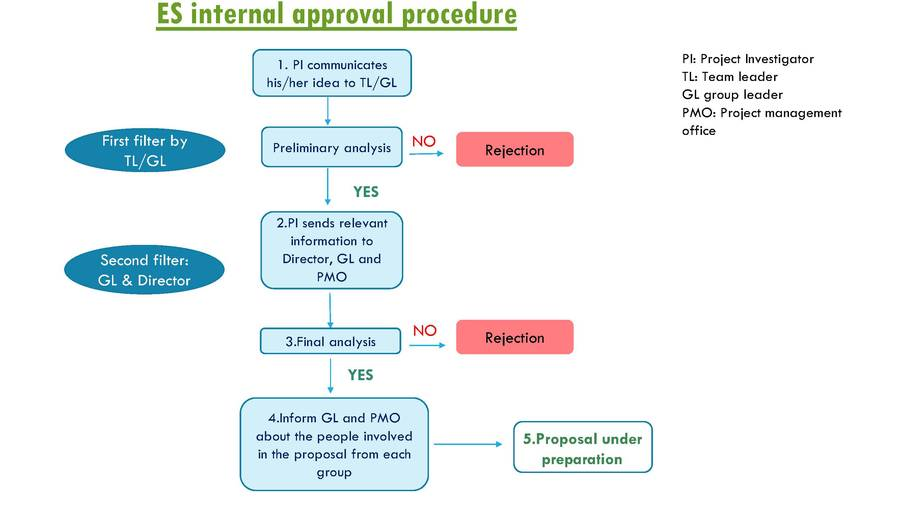 ES internal approval procedure
1. PI communicates
his/her idea to TL/GL
PI: Project Investigator
TL: Team leader
GL group leader
PMO: Project management
office
First filter by
TL/GL
Preliminary analysis
NO
Rejection
YES
2.PI sends relevant
information to
Director, GL and
PMO
Second filter:
GL & Director
3.Final analysis
NO
Rejection
YES
4.Inform GL and PMO
about the people involved
in the proposal from each
group
5.Proposal under
preparation